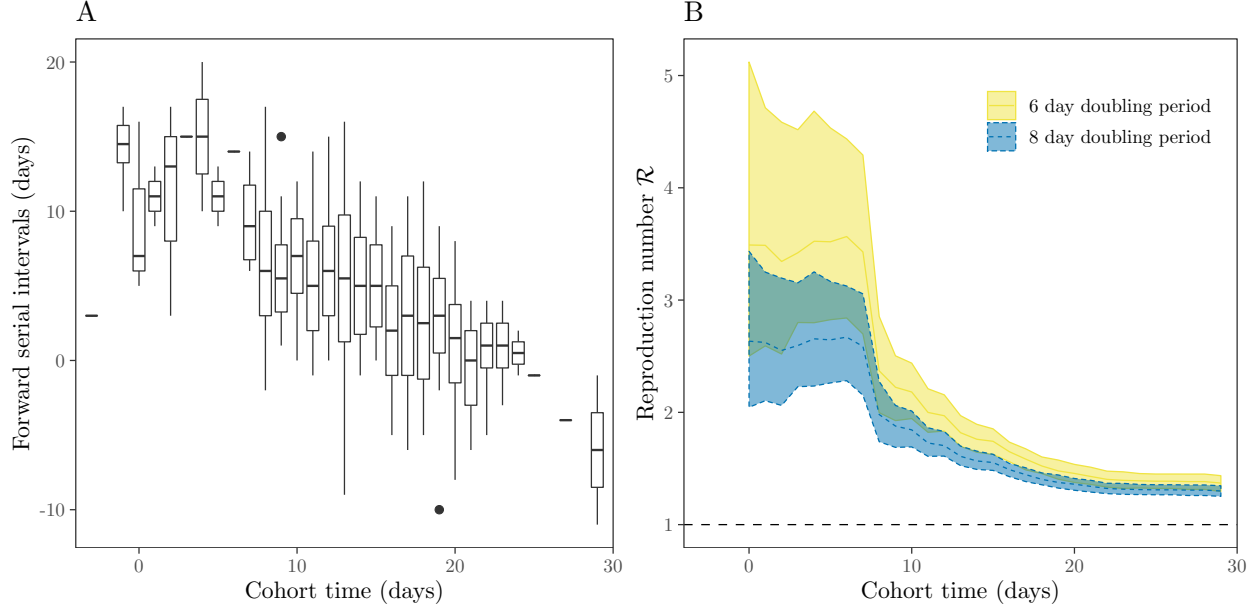 A
Forward serial intervals (days)
20
10
0
-10
0
10
20
30
Cohort time (days)
B
Reproduction number ℛ
5
4
3
2
1
6 day doubling period
8 day doubling period
0
10
20
30
Cohort time (days)